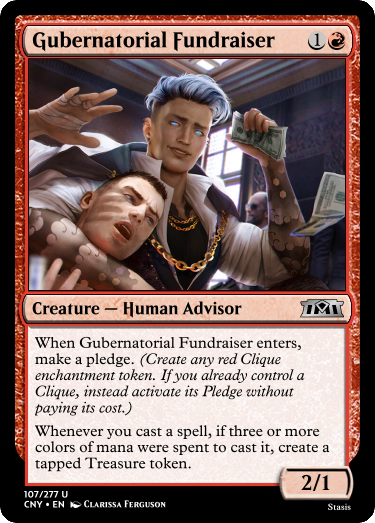 Gubernatorial Fundraiser 1
Creature — Human Advisor
When Gubernatorial Fundraiser enters,
make a pledge. (Create any red Clique
enchantment token. If you already control a
Clique, instead activate its Pledge without
paying its cost.)
Whenever you cast a spell, if three or more
colors of mana were spent to cast it, create a
tapped Treasure token.
2/1
107/277 U
CNY • EN Clarissa Ferguson
Stasis